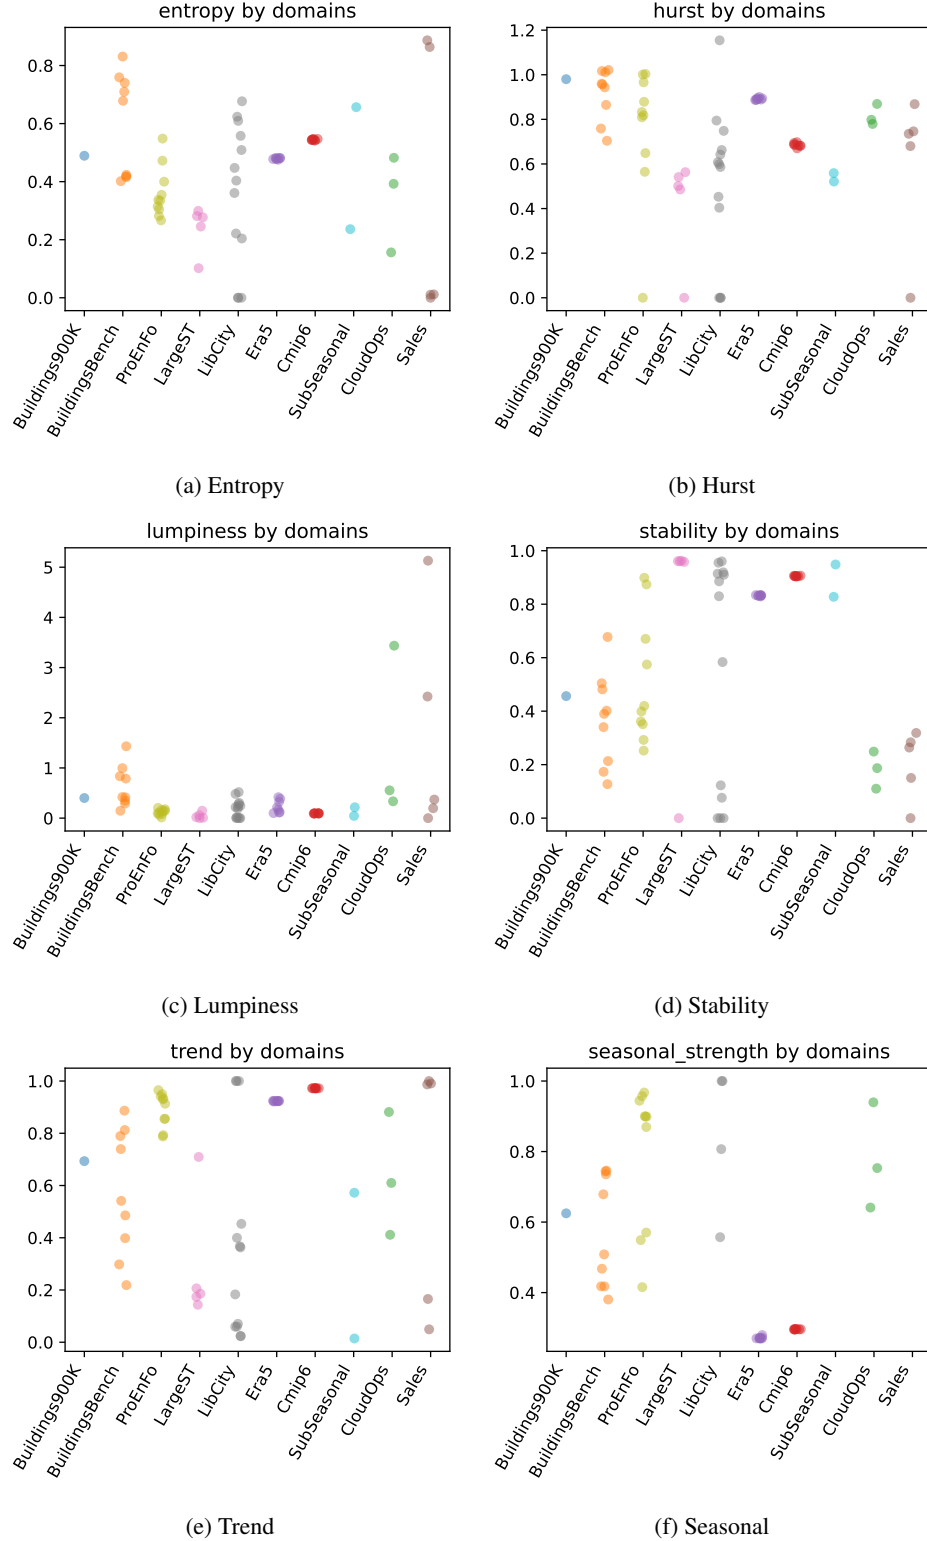 entropy by domains
0.8
0.6
0.4
0.2
0.0
Buildings900K
BuildingsBench
ProEnFo
LargeST
LibCity
Era5
Cmip6
SubSeasonal
CloudOps
Sales
(a) Entropy
hurst by domains
1.2
1.0
0.8
0.6
0.4
0.2
0.0
Buildings900K
BuildingsBench
ProEnFo
LargeST
LibCity
Era5
Cmip6
SubSeasonal
CloudOps
Sales
(b) Hurst
lumpiness by domains
5
4
3
2
1
0
Buildings900K
BuildingsBench
ProEnFo
LargeST
LibCity
Era5
Cmip6
SubSeasonal
CloudOps
Sales
(c) Lumpiness
stability by domains
1.0
0.8
0.6
0.4
0.2
0.0
Buildings900K
BuildingsBench
ProEnFo
LargeST
LibCity
Era5
Cmip6
SubSeasonal
CloudOps
Sales
(d) Stability
trend by domains
1.0
0.8
0.6
0.4
0.2
0.0
Buildings900K
BuildingsBench
ProEnFo
LargeST
LibCity
Era5
Cmip6
SubSeasonal
CloudOps
Sales
(e) Trend
seasonal_strength by domains
1.0
0.8
0.6
0.4
Buildings900K
BuildingsBench
ProEnFo
LargeST
LibCity
Era5
Cmip6
SubSeasonal
CloudOps
Sales
(f) Seasonal